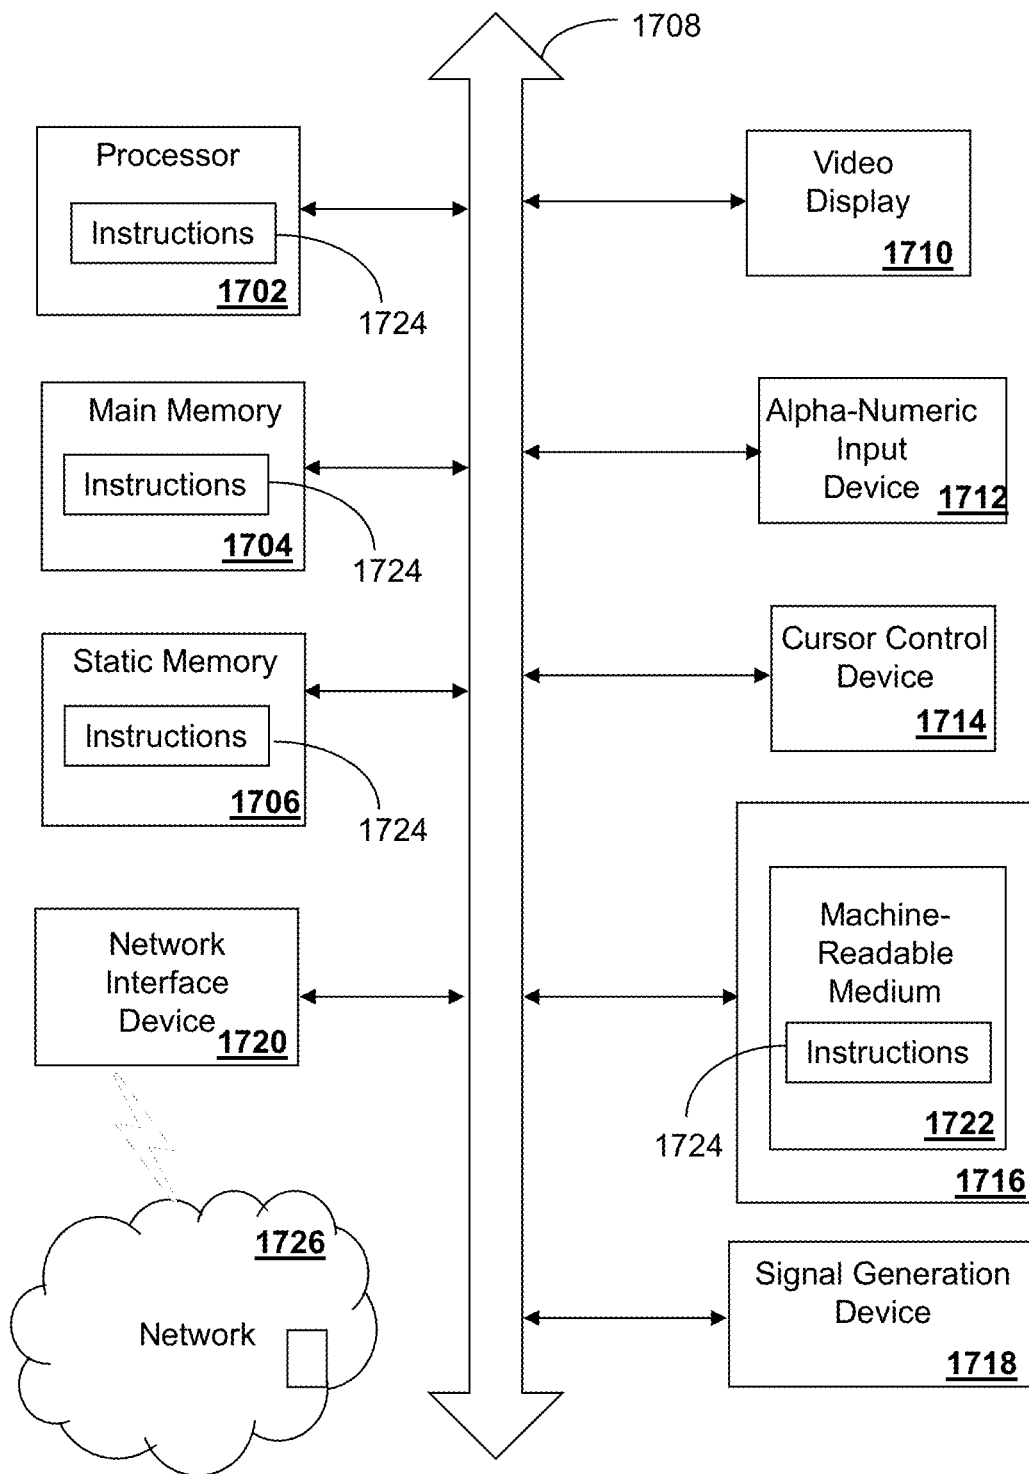 1708
Processor
Instructions
1702
1724
Main Memory
Instructions
1704
1724
Static Memory
Instructions
1706
1724
Network
Interface
Device
1720
1726
Network
Video
Display
1710
Alpha-Numeric
Input
Device
1712
Cursor Control
Device
1714
Machine-
Readable
Medium
Instructions
1722
1724
1716
Signal Generation
Device
1718